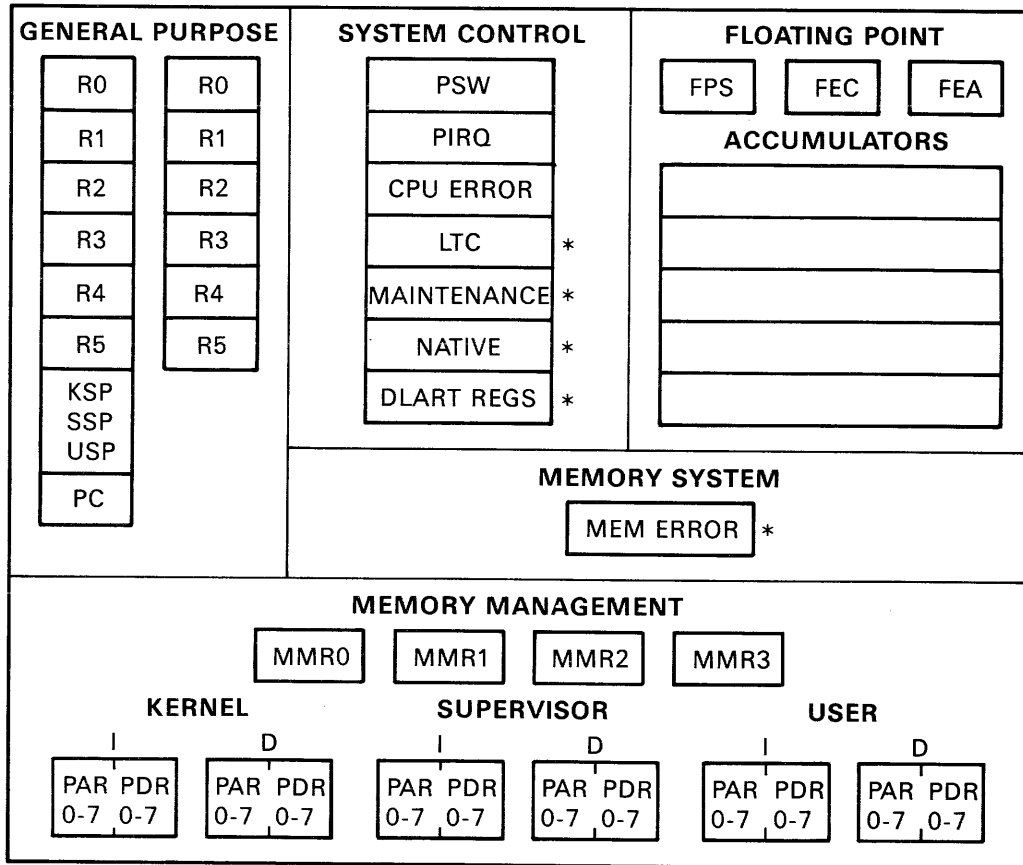 GENERAL PURPOSE
R0 R0
R1 R1
R2 R2
R3 R3
R4 R4
R5 R5
KSP
SSP
USP
PC
SYSTEM CONTROL
PSW
PIRQ
CPU ERROR
LTC *
MAINTENANCE *
NATIVE *
DLART REGS *
FLOATING POINT
FPS FEC FEA
ACCUMULATORS
MEMORY SYSTEM
MEM ERROR *
MEMORY MANAGEMENT
MMR0 MMR1 MMR2 MMR3
KERNEL SUPERVISOR USER
I D I D I D
PAR PDR PAR PDR PAR PDR PAR PDR PAR PDR PAR PDR
0-7 0-7 0-7 0-7 0-7 0-7 0-7 0-7 0-7 0-7 0-7 0-7